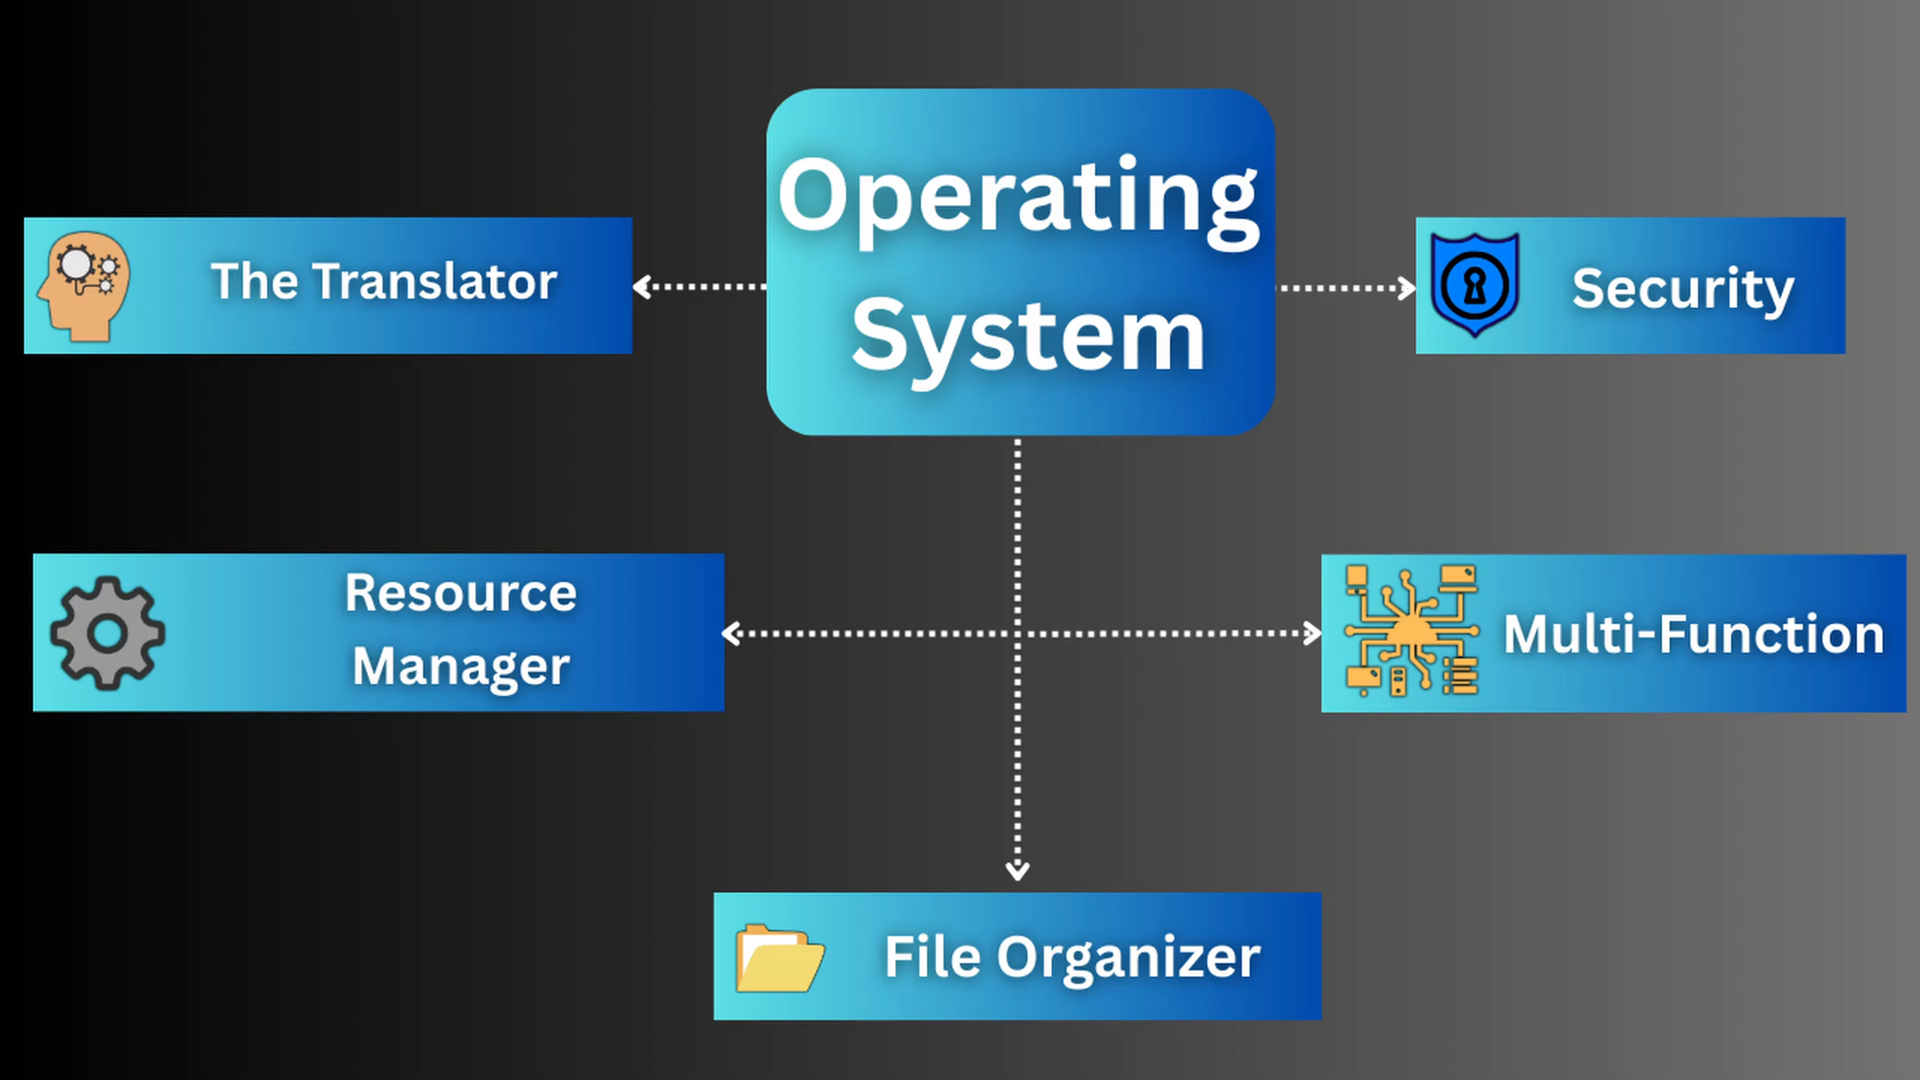 Operating
System
The Translator
Security
Resource
Manager
Multi-Function
File Organizer